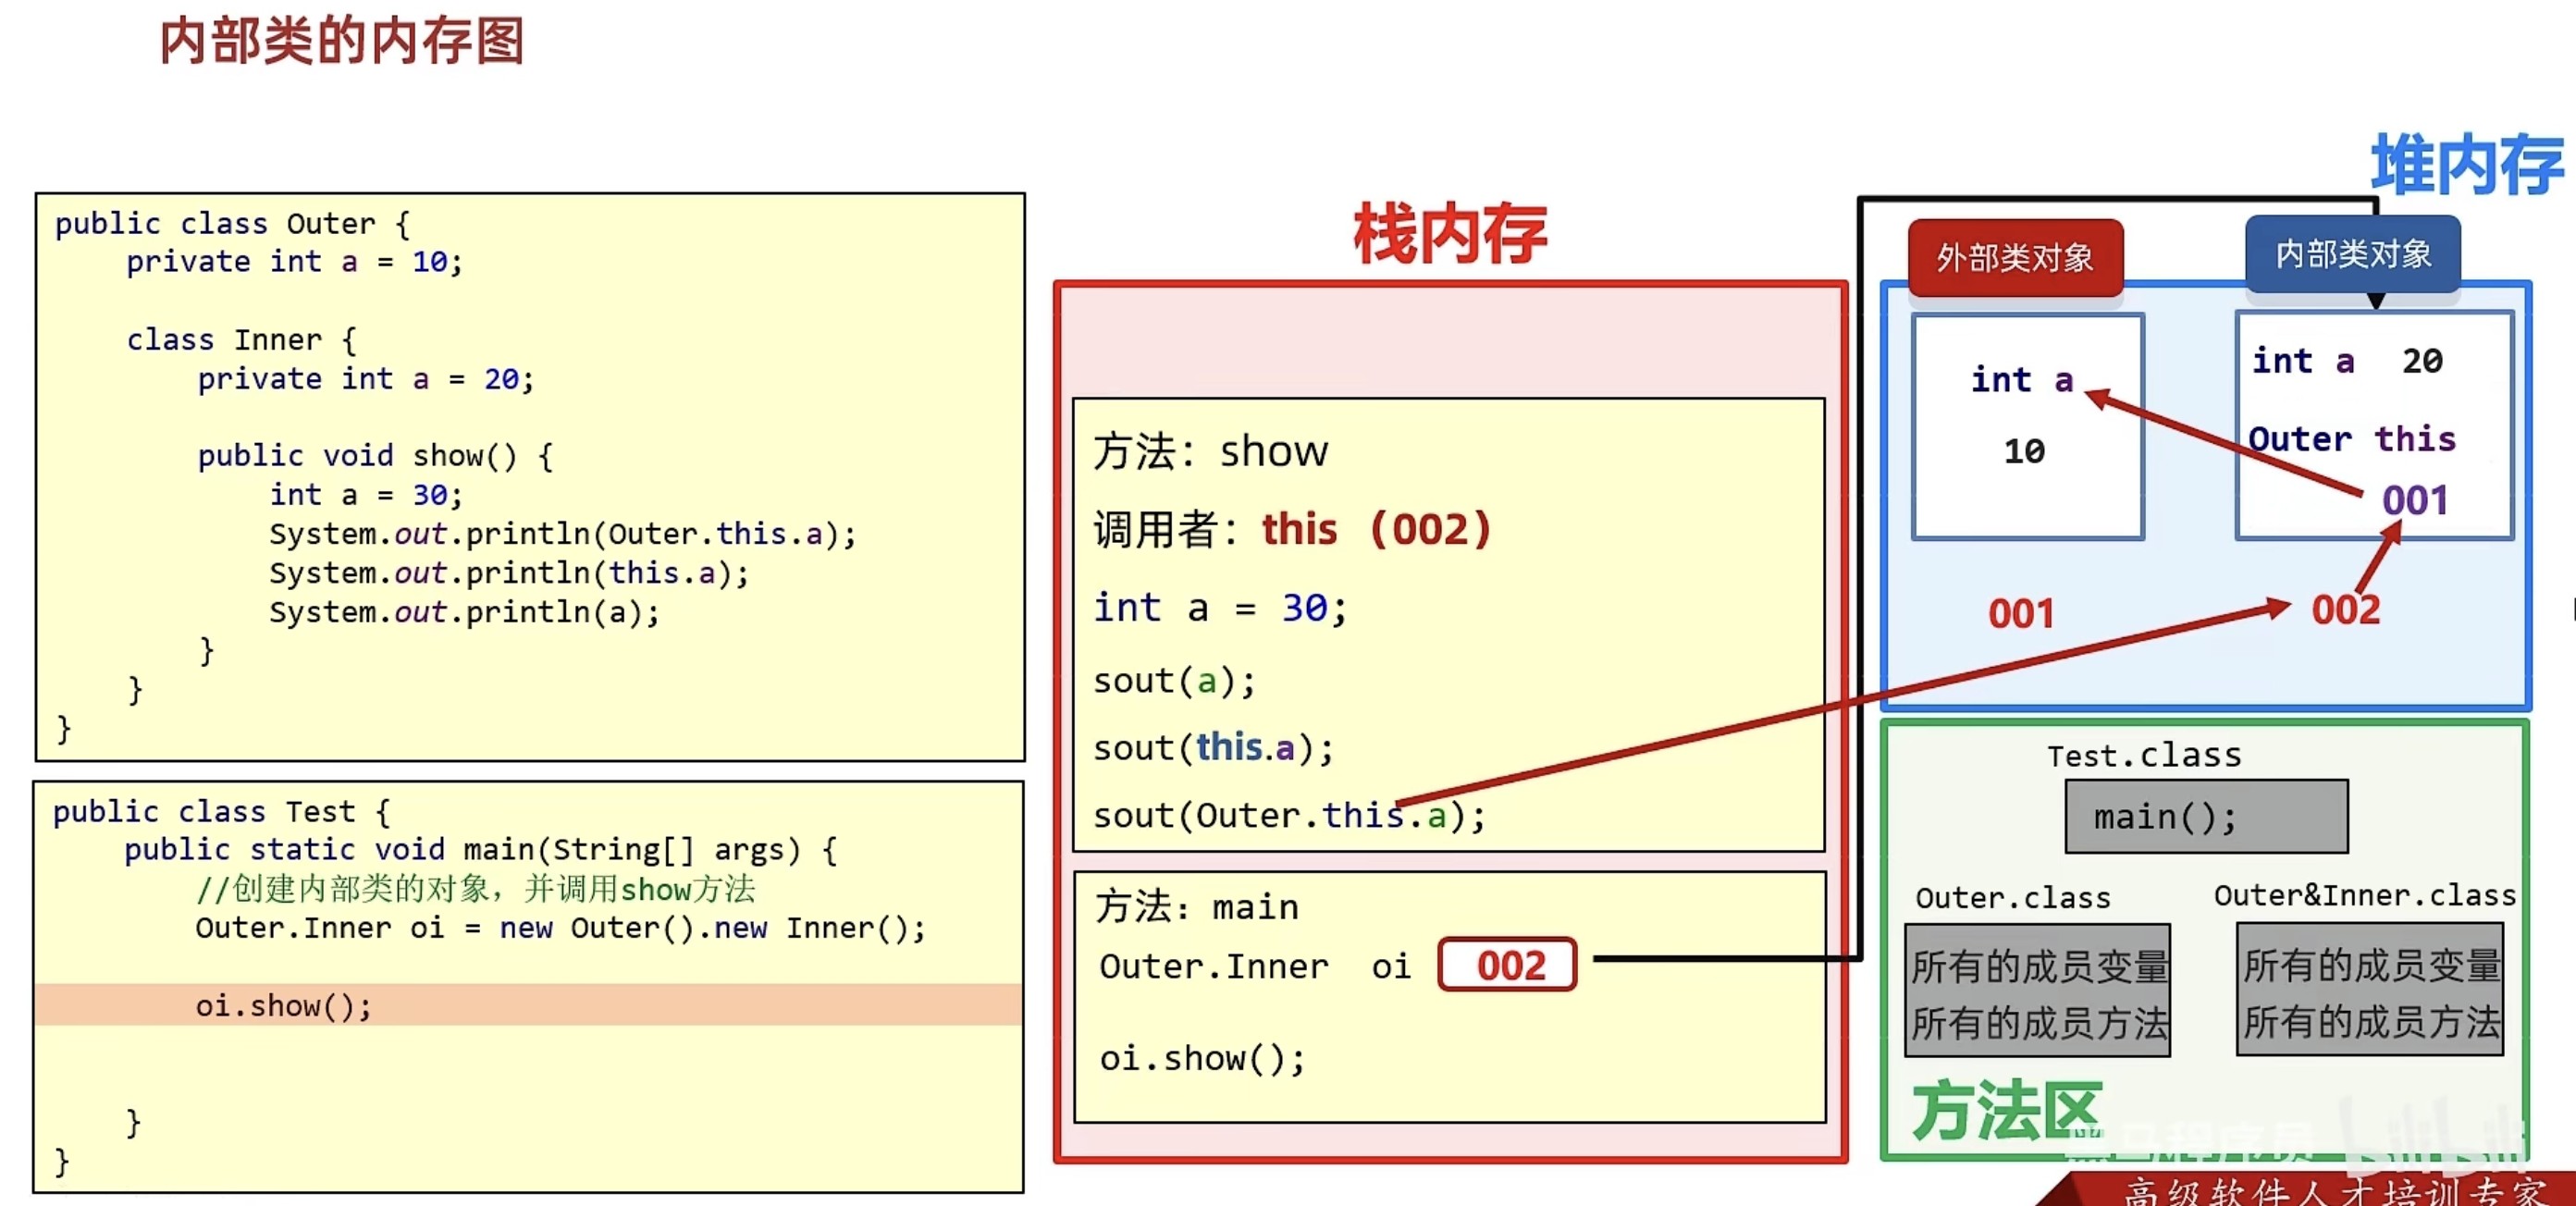 内部类的内存图
public class Outer {
private int a = 10;
class Inner {
private int a = 20;
public void show() {
int a = 30;
System.out.println(Outer.this.a);
System.out.println(this.a);
System.out.println(a);
}
}
}
public class Test {
public static void main(String[] args) {
//创建内部类的对象，并调用show方法
Outer.Inner oi = new Outer().new Inner();
oi.show();
}
}
栈内存
方法：show
调用者：this (002)
int a = 30;
sout(a);
sout(this.a);
sout(Outer.this.a);
方法：main
Outer.Inner oi 002
oi.show();
堆内存
外部类对象
int a
10
001
内部类对象
int a 20
Outer this
001
002
Test.class
main();
Outer.class
所有的成员变量
所有的成员方法
Outer&Inner.class
所有的成员变量
所有的成员方法
方法区
黑马程序员
bilibili
高级软件人才培训专家